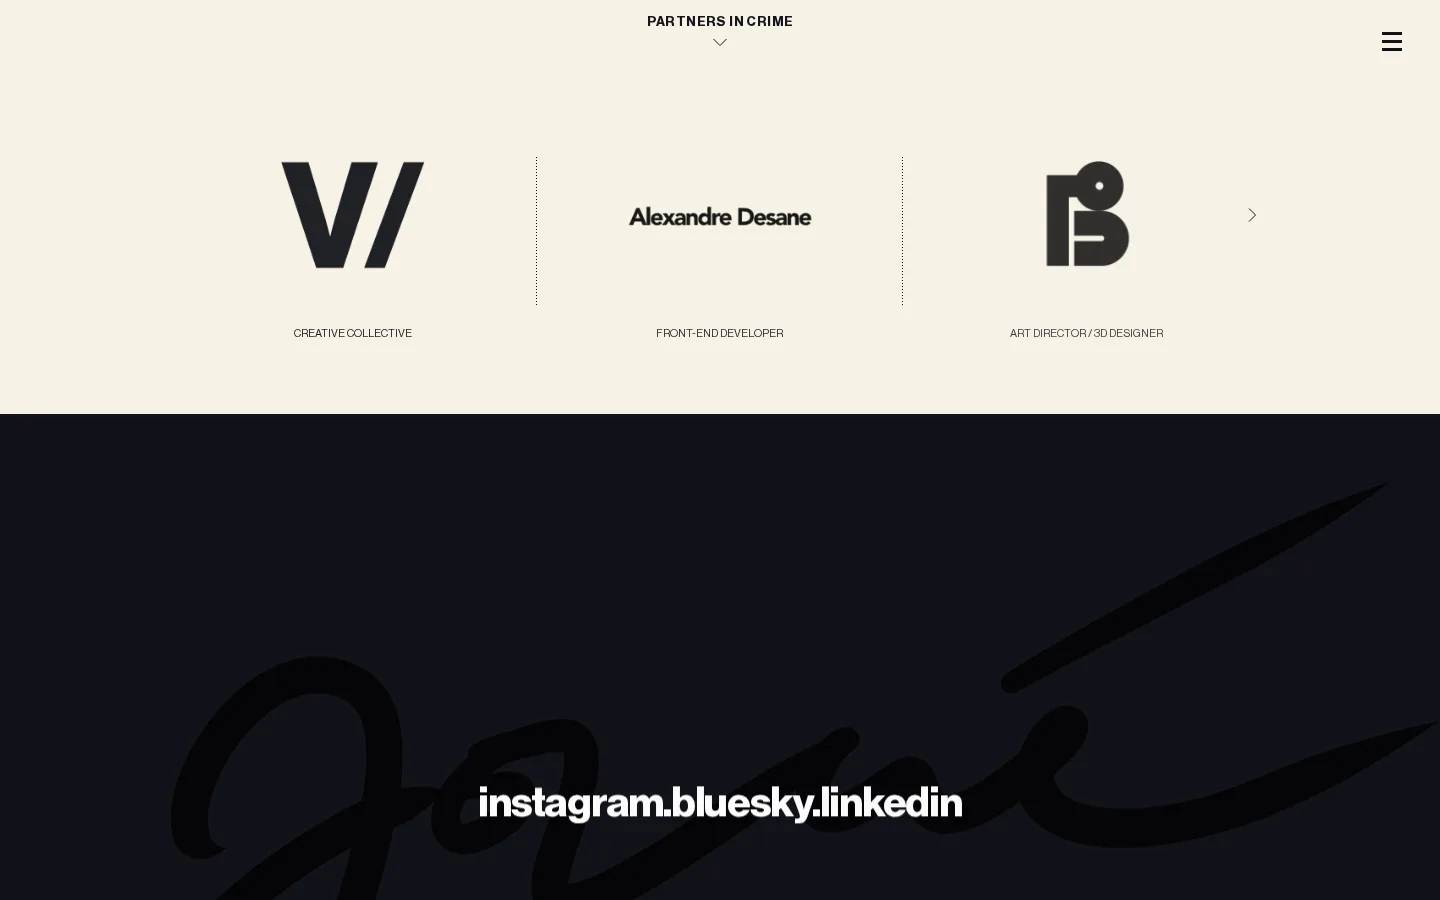 PARTNERS IN CRIME
V/
Alexandre Desane
CREATIVE COLLECTIVE
FRONT-END DEVELOPER
ART DIRECTOR / 3D DESIGNER
instagram.bluesky.linkedin